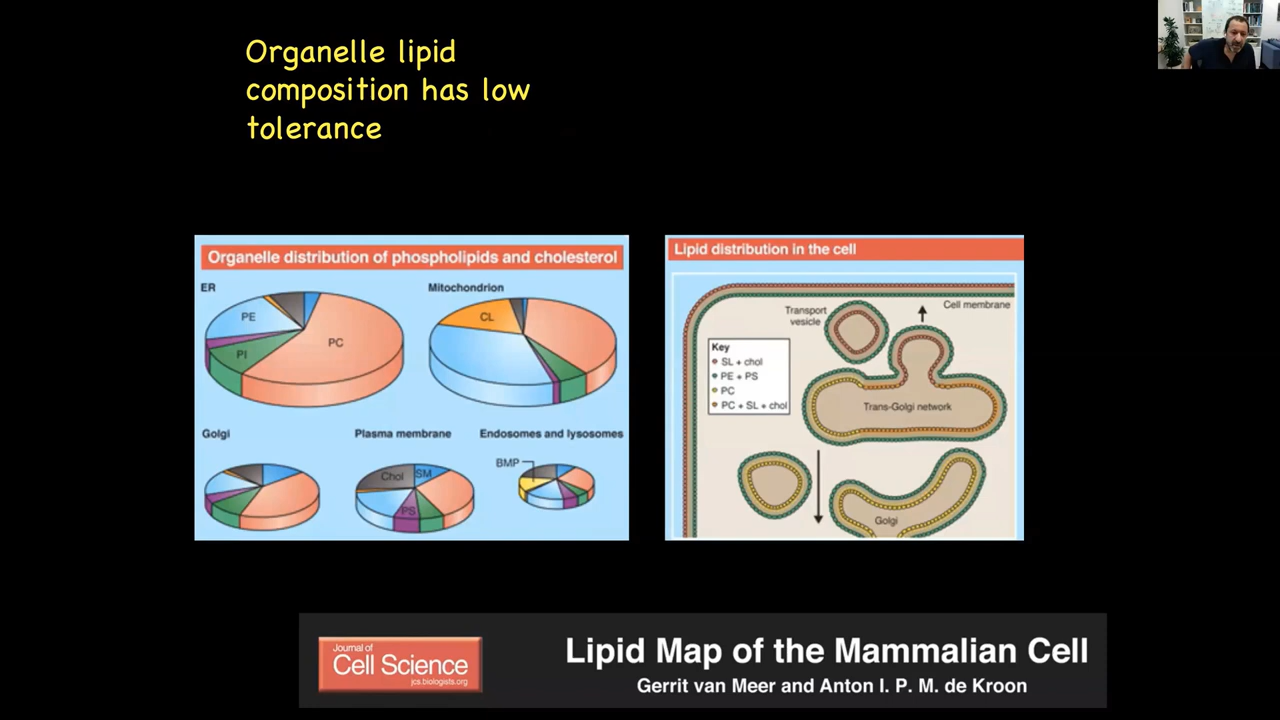 Organelle lipid
composition has low
tolerance
Organelle distribution of phospholipids and cholesterol
ER
PE
PI
PC
Mitochondrion
CL
Golgi
Plasma membrane
Chol
SM
PS
Endosomes and lysosomes
BMP
Lipid distribution in the cell
Transport
vesicle
Cell membrane
Key
SL + chol
PE + PS
PC
PC + SL + chol
Trans-Golgi network
Golgi
Journal of
Cell Science
jcs.biologists.org
Lipid Map of the Mammalian Cell
Gerrit van Meer and Anton I. P. M. de Kroon